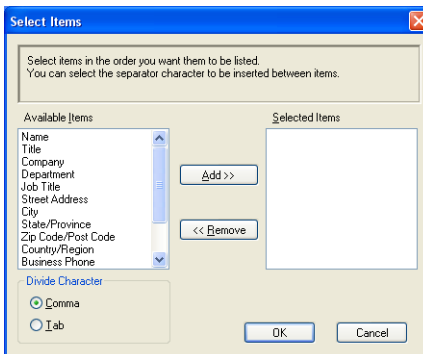 Select Items
Select items in the order you want them to be listed.
You can select the separator character to be inserted between items.
Available Items
Selected Items
Name
Title
Company
Department
Job Title
Street Address
City
State/Province
Zip Code/Post Code
Country/Region
Business Phone
Add >>
<< Remove
Divide Character
Comma
Tab
OK
Cancel